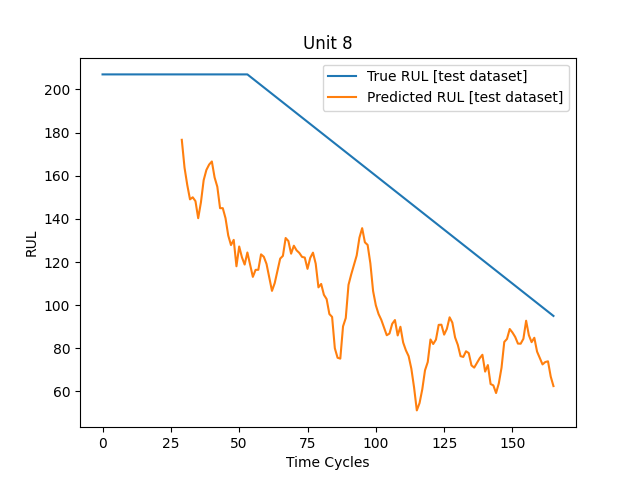 Unit 8
True RUL [test dataset]
Predicted RUL [test dataset]
RUL
200
180
160
140
120
100
80
60
0 25 50 75 100 125 150
Time Cycles